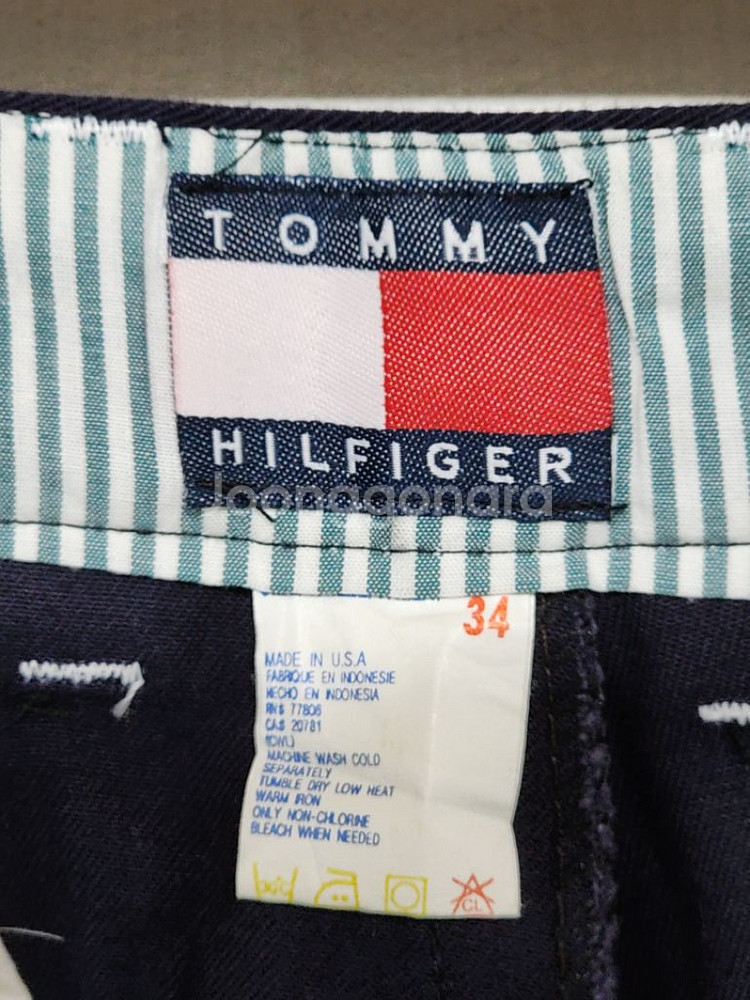 TOMMY
HILFIGER
loonagonara
34
MADE IN U.S.A
FABRIQUE EN INDONESIE
HECHO EN INDONESIA
RN$ 77806
CA$ 20781
MACHINE WASH COLD
SEPARATELY
TUMBLE DRY LOW HEAT
WARM IRON
ONLY NON-CHLORINE
BLEACH WHEN NEEDED
CL